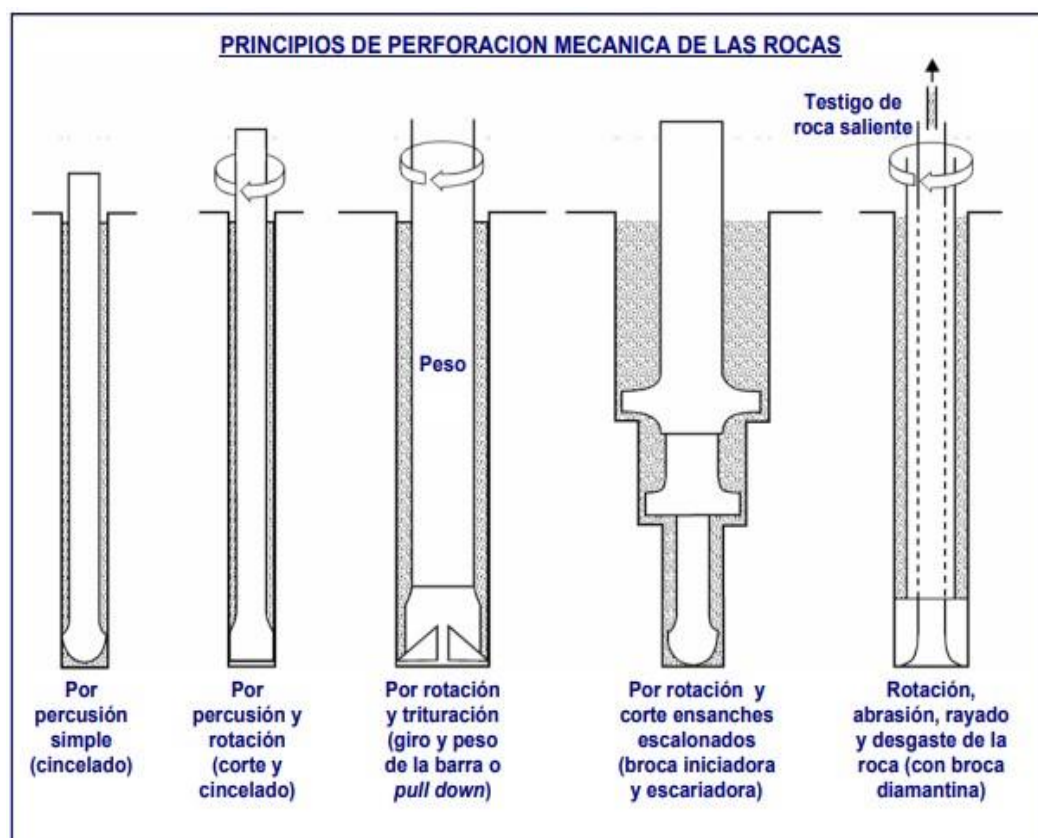 PRINCIPIOS DE PERFORACION MECANICA DE LAS ROCAS
Testigo de
roca saliente
Peso
Por
percusión
simple
(cincelado)
Por
percusión y
rotación
(corte y
cincelado)
Por rotación
y trituración
(giro y peso
de la barra o
pull down)
Por rotación y
corte ensanches
escalonados
(broca iniciadora
y escariadora)
Rotación,
abrasión, rayado
y desgaste de la
roca (con broca
diamantina)